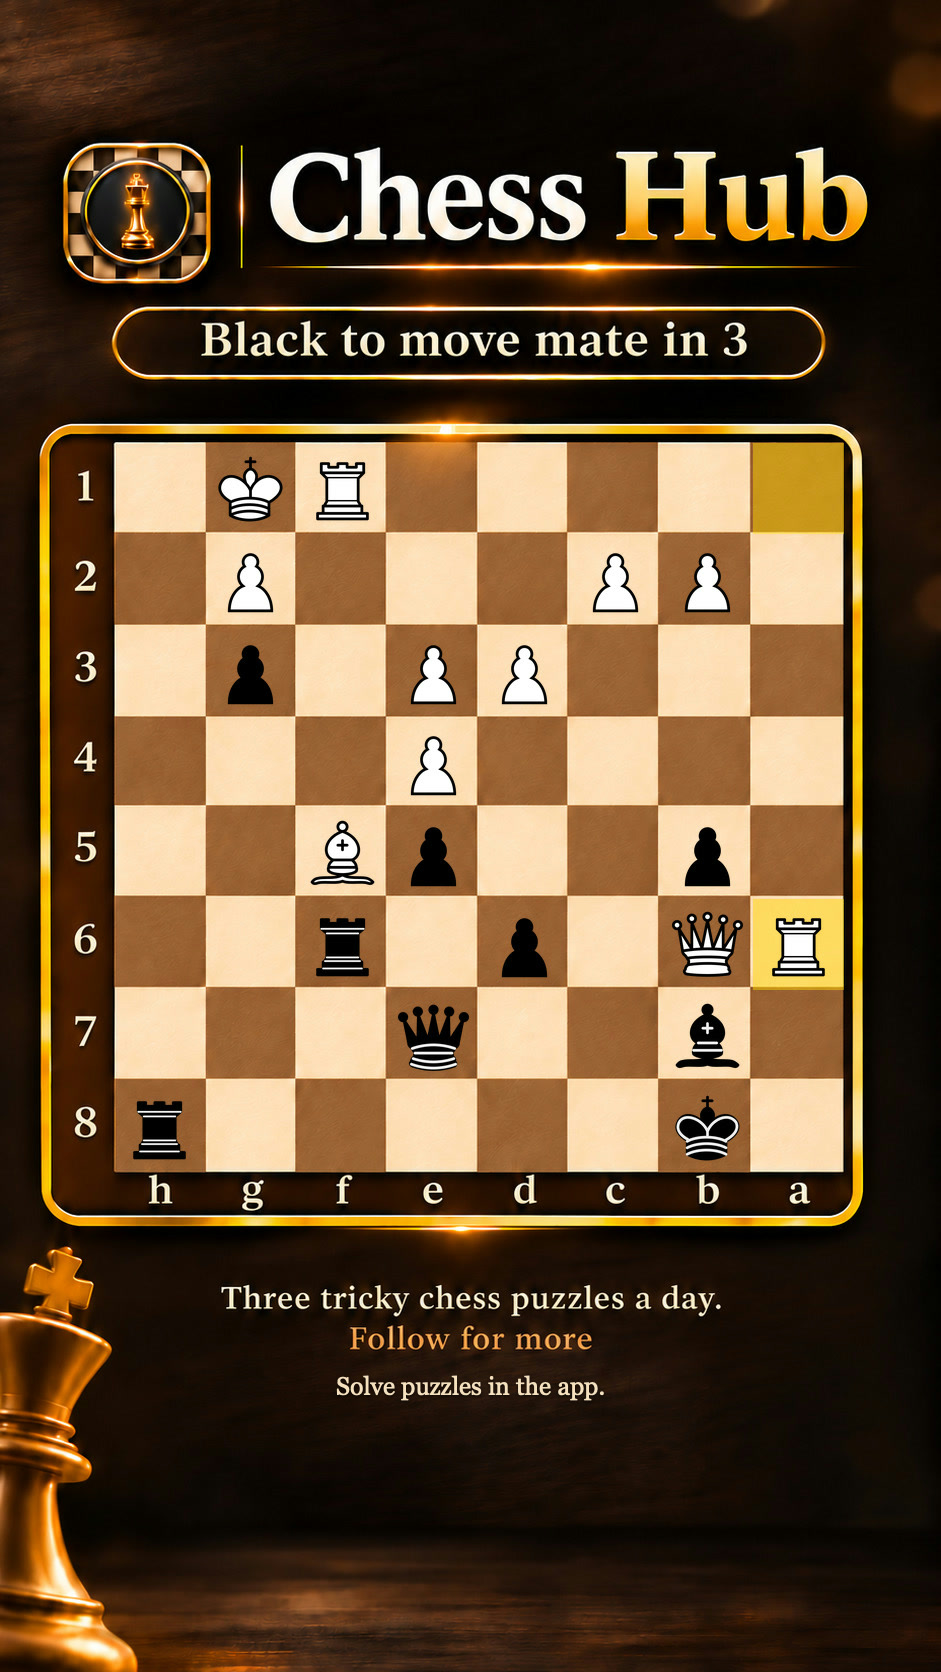 Chess Hub
Black to move mate in 3
1
2
3
4
5
6
7
8
h g f e d c b a
Three tricky chess puzzles a day.
Follow for more
Solve puzzles in the app.